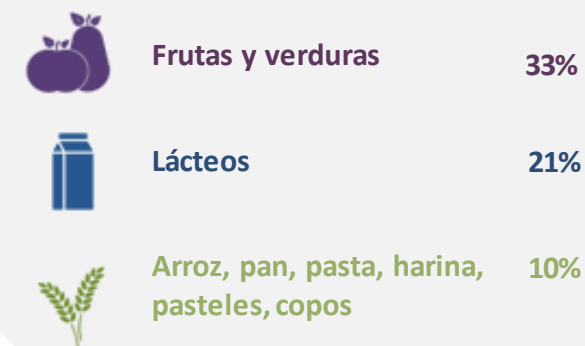 Frutas y verduras 33%
Lácteos 21%
Arroz, pan, pasta, harina, 10%
pasteles, copos